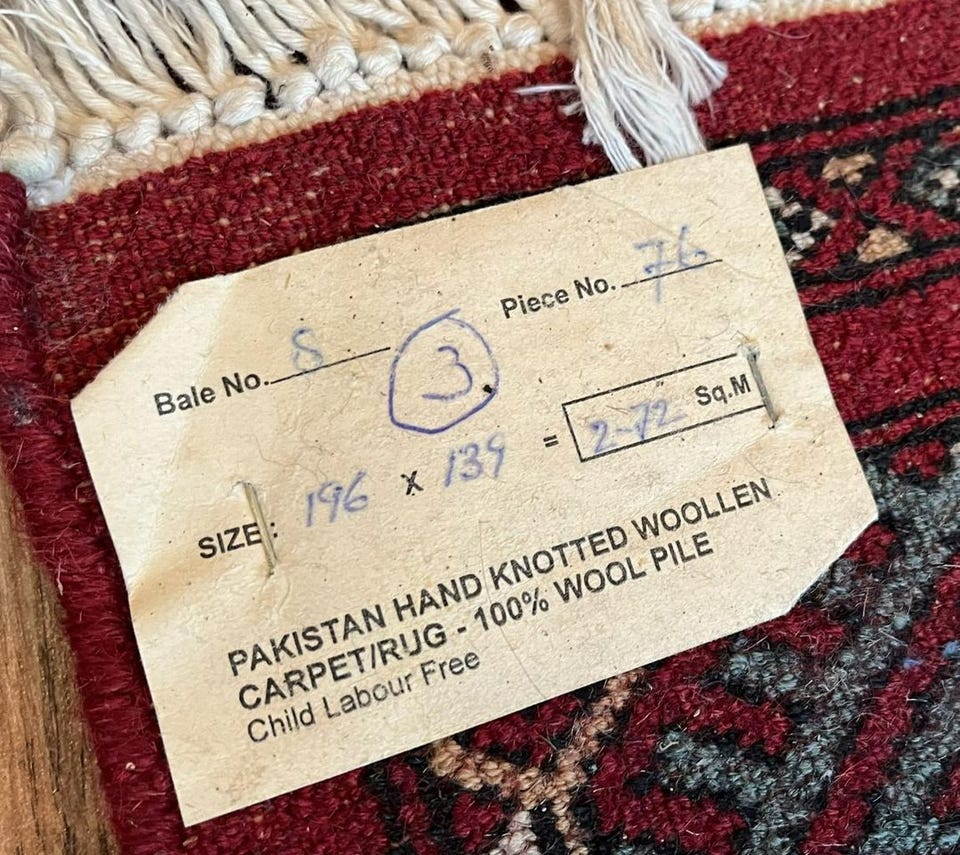 Piece No. 76
Bale No. 8
3
SIZE: 196 x 139 = 2-72 Sq.M
PAKISTAN HAND KNOTTED WOOLLEN
CARPET/RUG - 100% WOOL PILE
Child Labour Free